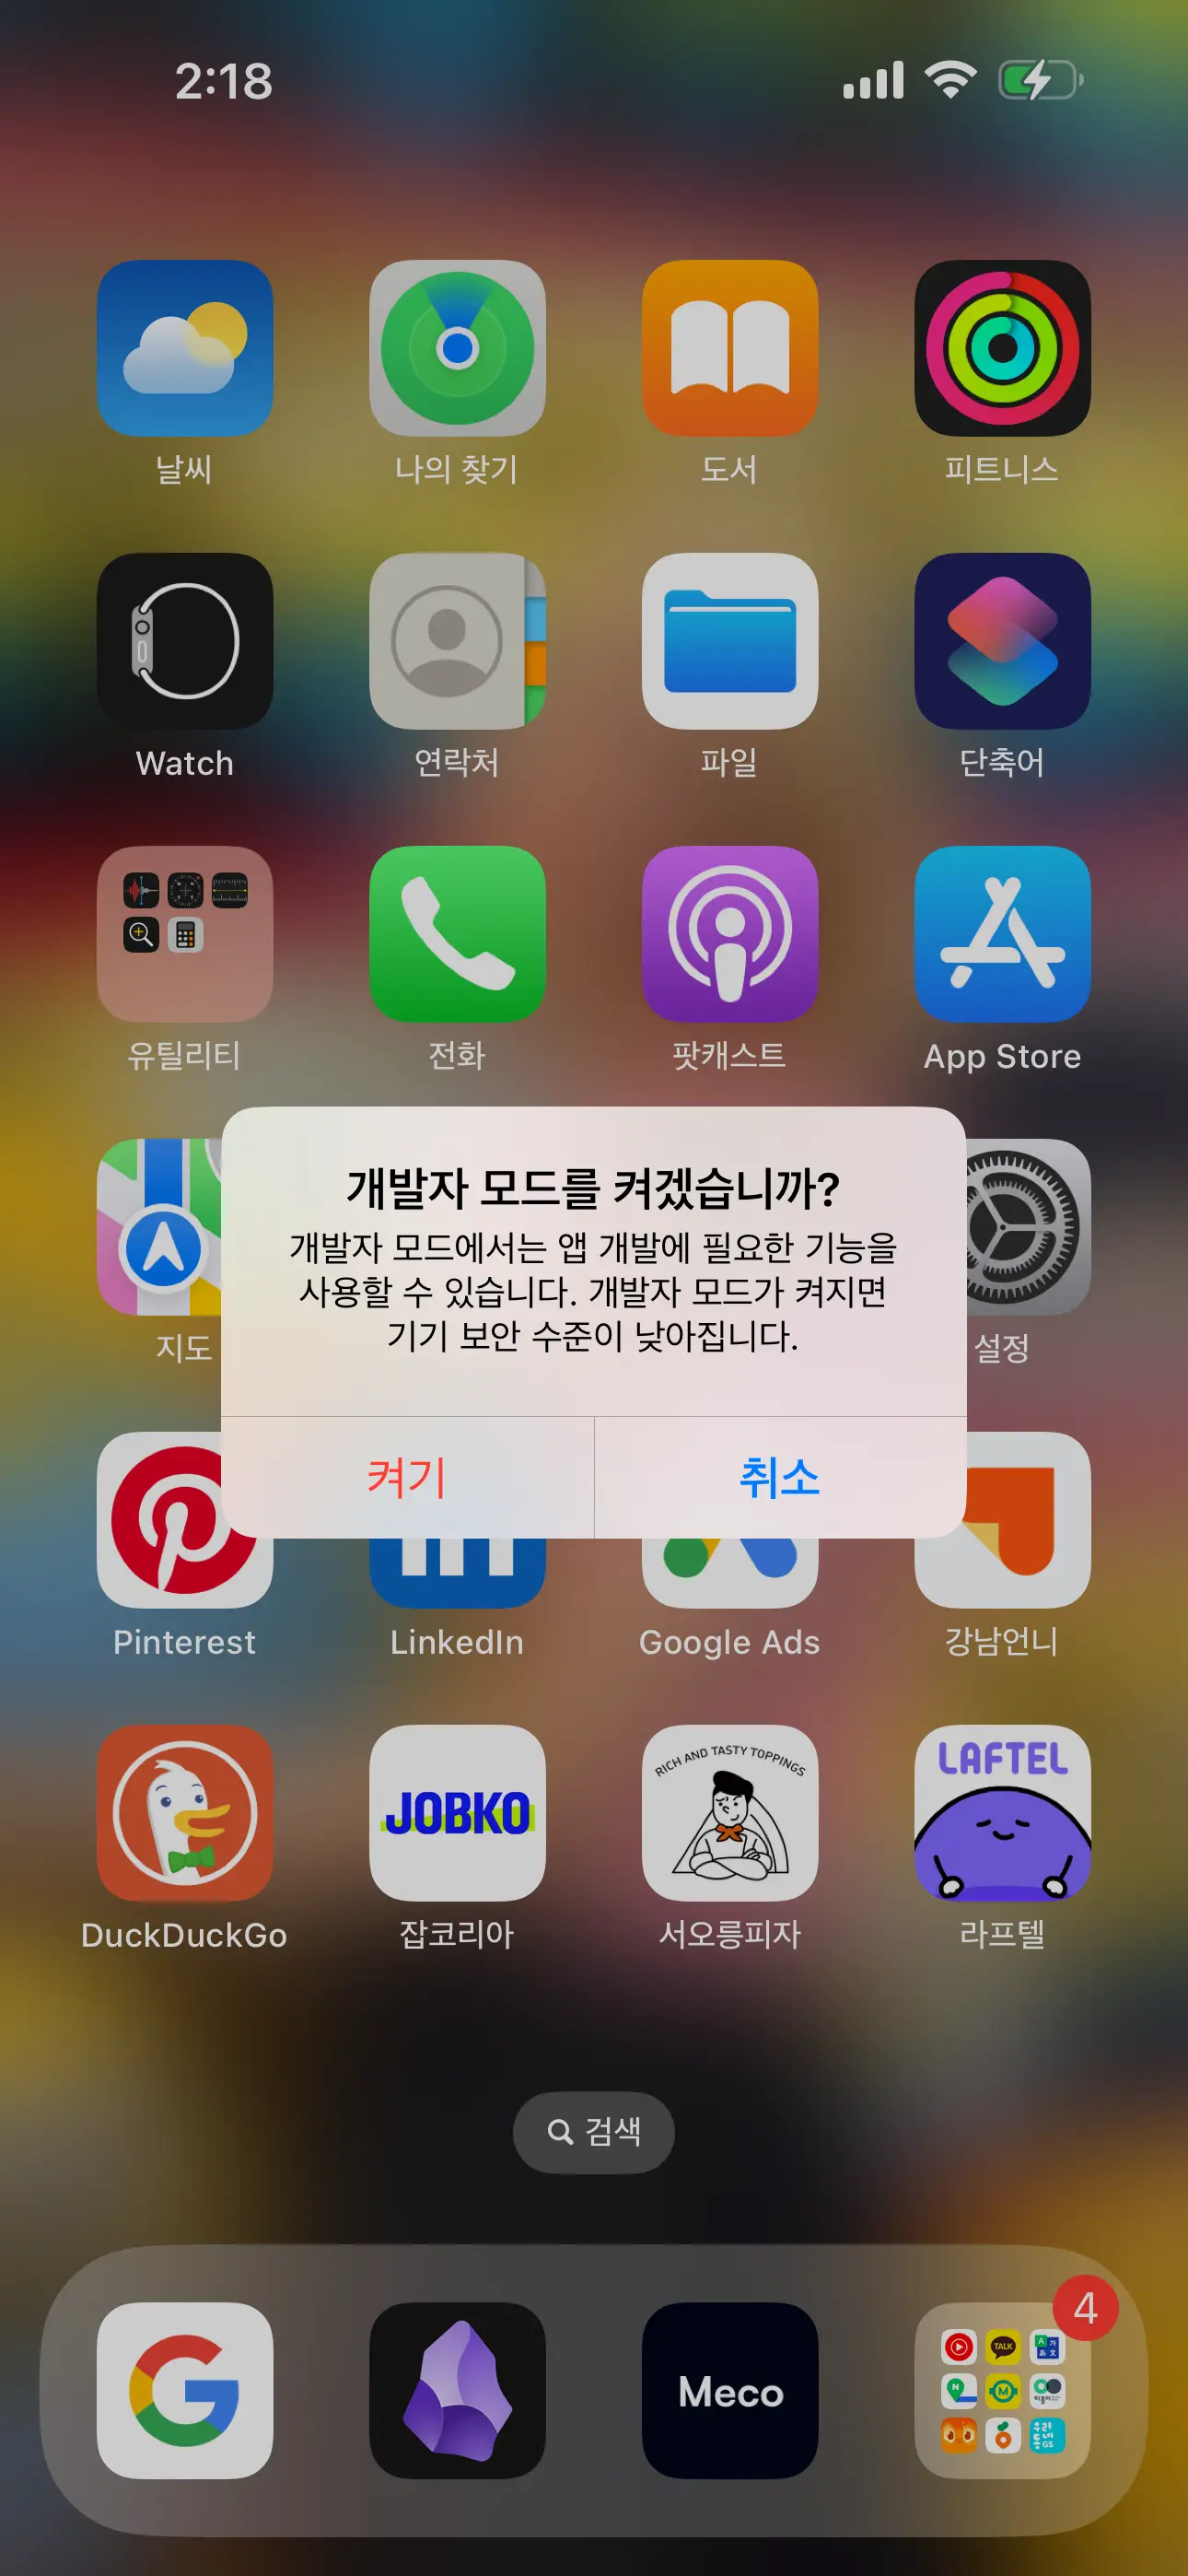 2:18
날씨
나의 찾기
도서
피트니스
Watch
연락처
파일
단축어
유틸리티
전화
팟캐스트
App Store
개발자 모드를 켜겠습니까?
개발자 모드에서는 앱 개발에 필요한 기능을
사용할 수 있습니다. 개발자 모드가 켜지면
기기 보안 수준이 낮아집니다.
켜기
취소
지도
설정
Pinterest
LinkedIn
Google Ads
강남언니
JOBKO
RICH AND TASTY TOPPINGS
LAFTEL
DuckDuckGo
잡코리아
서오릉피자
라프텔
검색
Meco
4
TALK